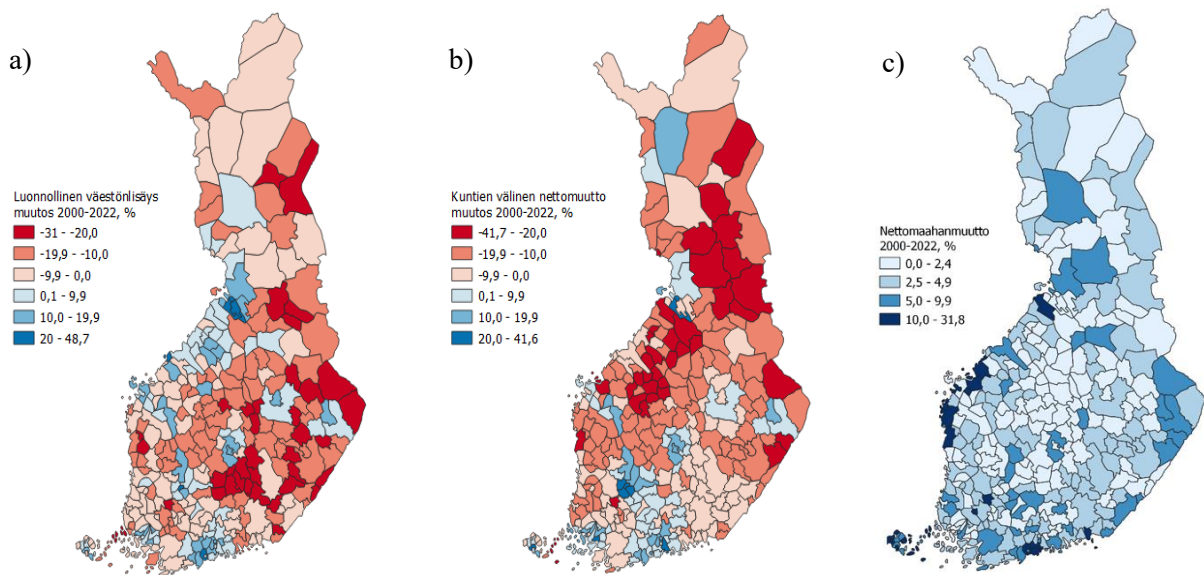 a)
b)
c)
Luonnollinen väestönlisäys
muutos 2000-2022, %
-31 - -20,0
-19,9 - -10,0
-9,9 - 0,0
0,1 - 9,9
10,0 - 19,9
20 - 48,7
Kuntien välinen nettomuutto
muutos 2000-2022, %
-41,7 - -20,0
-19,9 - -10,0
-9,9 - 0,0
0,1 - 9,9
10,0 - 19,9
20,0 - 41,6
Nettomaahanmuutto
2000-2022, %
0,0 - 2,4
2,5 - 4,9
5,0 - 9,9
10,0 - 31,8